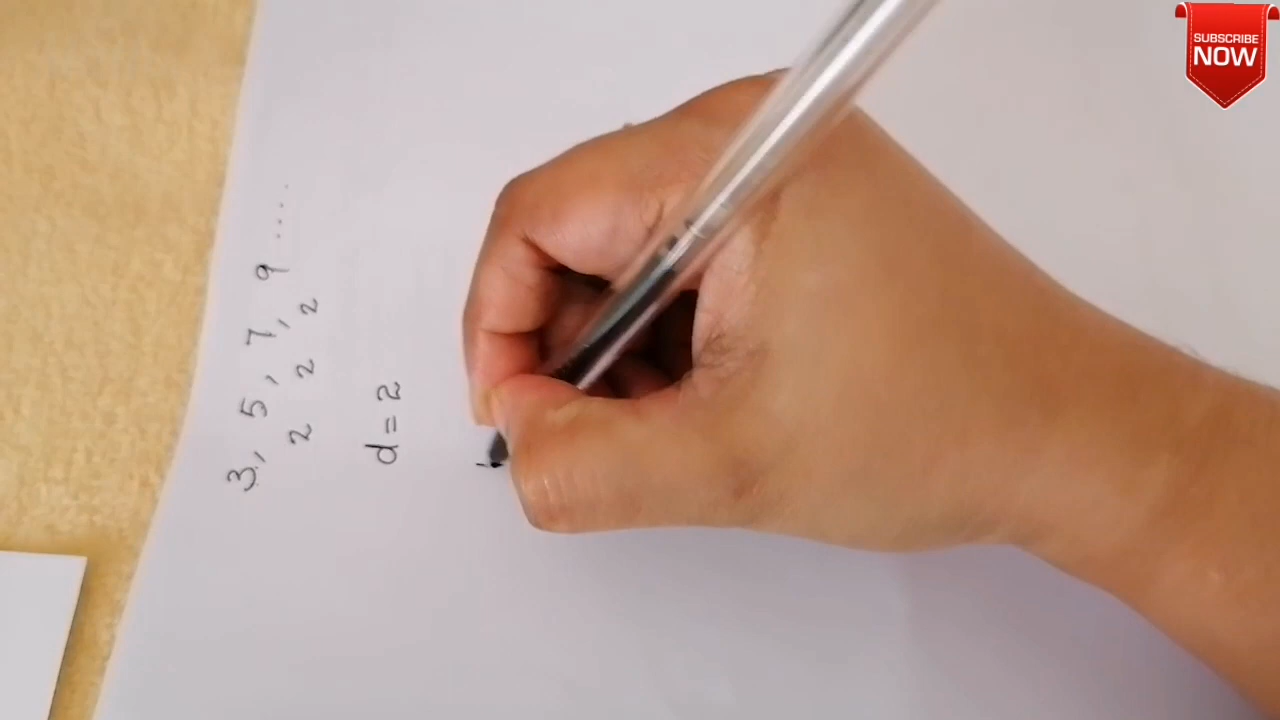 3, 5, 7, 9 ....
2 2 2
d = 2
SUBSCRIBE
NOW